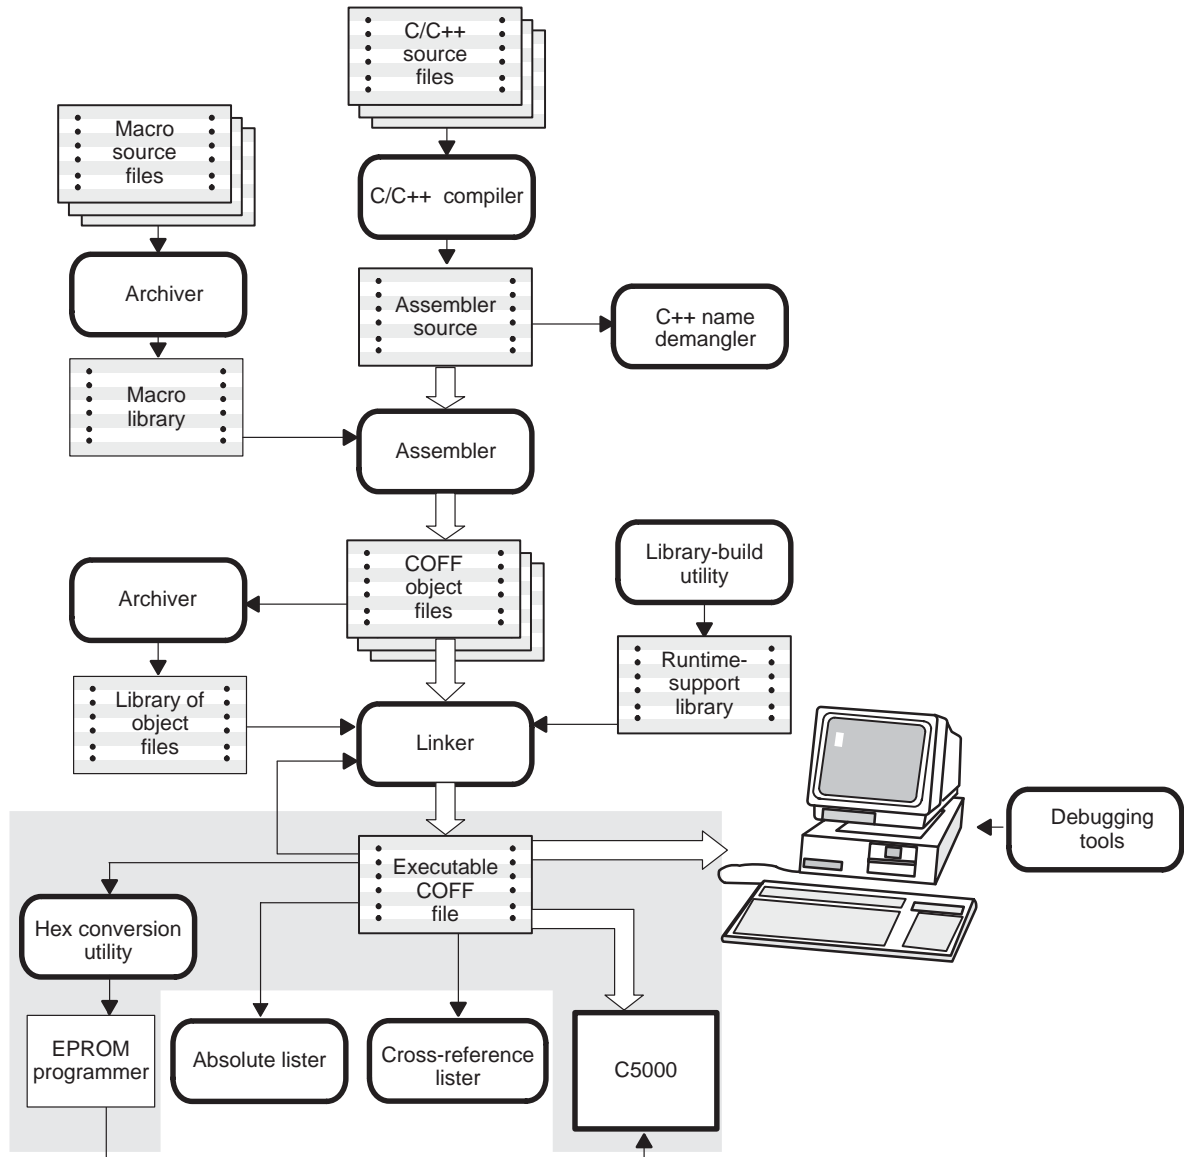 C/C++
source
files
Macro
source
files
C/C++ compiler
Archiver
Assembler
source
C++ name
demangler
Macro
library
Assembler
COFF
object
files
Library-build
utility
Archiver
Runtime-
support
library
Library of
object
files
Linker
Debugging
tools
Executable
COFF
file
Hex conversion
utility
EPROM
programmer
Absolute lister
Cross-reference
lister
C5000